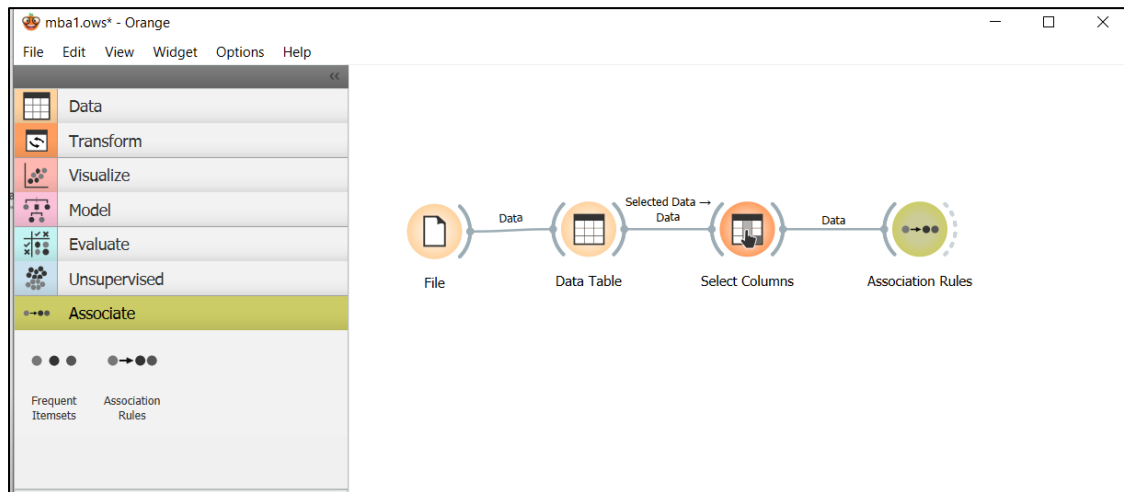 mba1.ows* - Orange
File Edit View Widget Options Help
Data
Transform
Visualize
Model
Evaluate
Unsupervised
Associate
Frequent Itemsets
Association Rules
Data
Selected Data → Data
Data
File
Data Table
Select Columns
Association Rules